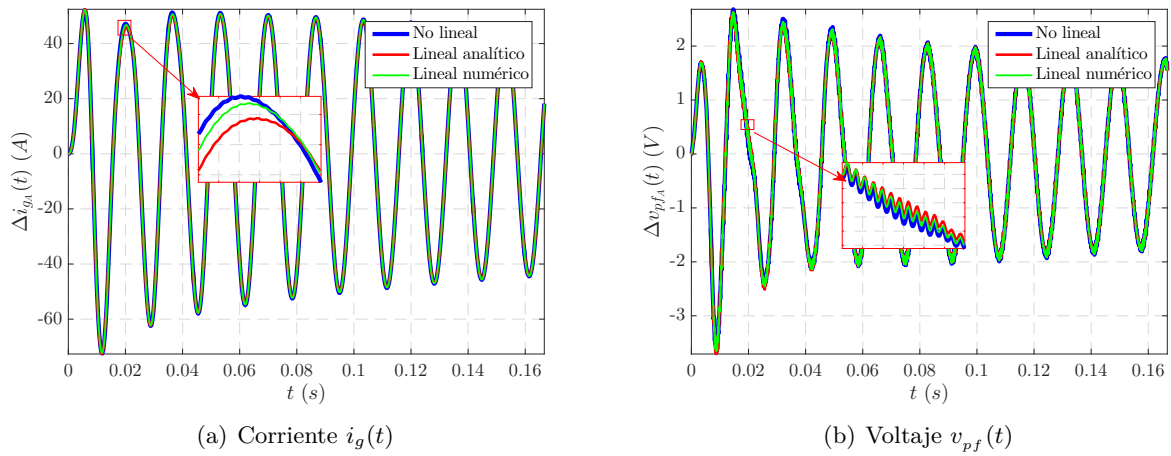 Δi_{g_A}(t) (A)
40
20
0
-20
-40
-60
No lineal
Lineal analítico
Lineal numérico
0 0.02 0.04 0.06 0.08 0.1 0.12 0.14 0.16
t (s)
(a) Corriente i_g(t)
Δv_{pf_A}(t) (V)
2
1
0
-1
-2
-3
No lineal
Lineal analítico
Lineal numérico
0 0.02 0.04 0.06 0.08 0.1 0.12 0.14 0.16
t (s)
(b) Voltaje v_{pf}(t)